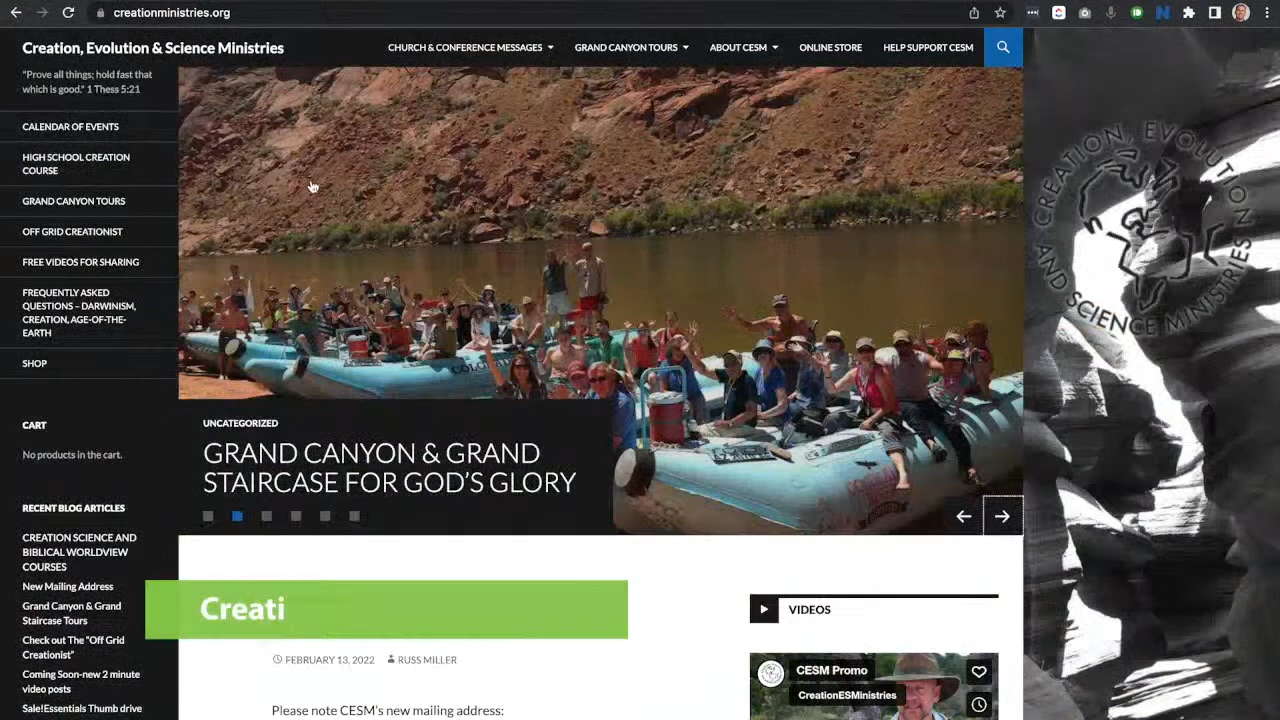 creationministries.org
Creation, Evolution & Science Ministries
CHURCH & CONFERENCE MESSAGES
GRAND CANYON TOURS
ABOUT CESM
ONLINE STORE
HELP SUPPORT CESM
"Prove all things; hold fast that
which is good." 1 Thess 5:21
CALENDAR OF EVENTS
HIGH SCHOOL CREATION
COURSE
GRAND CANYON TOURS
OFF GRID CREATIONIST
FREE VIDEOS FOR SHARING
FREQUENTLY ASKED
QUESTIONS – DARWINISM,
CREATION, AGE-OF-THE-
EARTH
SHOP
CART
No products in the cart.
RECENT BLOG ARTICLES
CREATION SCIENCE AND
BIBLICAL WORLDVIEW
COURSES
New Mailing Address
Grand Canyon & Grand
Staircase Tours
Check out The "Off Grid
Creationist"
Coming Soon-new 2 minute
video posts
Sale!Essentials Thumb drive
UNCATEGORIZED
GRAND CANYON & GRAND
STAIRCASE FOR GOD'S GLORY
Creati
FEBRUARY 13, 2022 RUSS MILLER
Please note CESM's new mailing address:
VIDEOS
CESM Promo
CreationESMinistries
CREATION, EVOLUTION
AND SCIENCE MINISTRIES